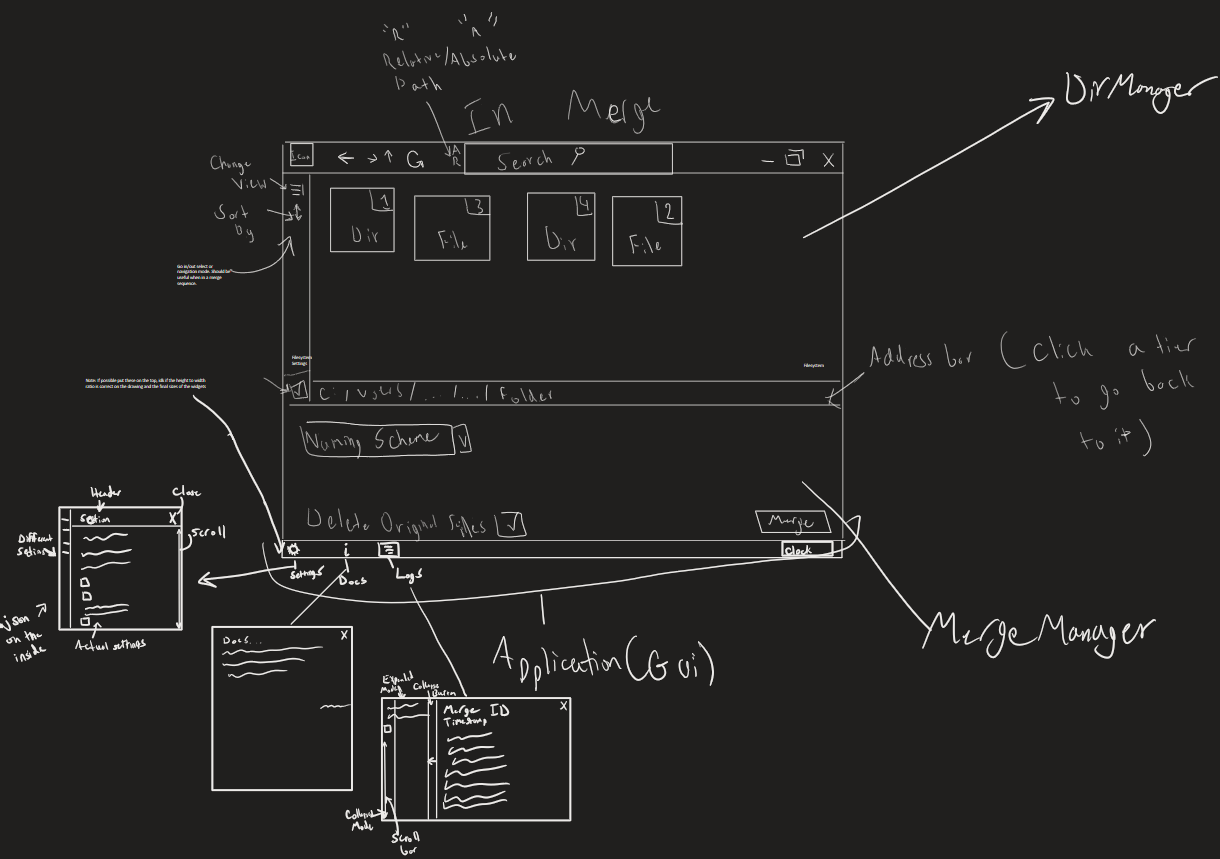 "R" "A"
Relative/Absolute
Path
In Merge
DirManager
Icon ← → ↑ A Search - X
R
Change
View
Sort
By
1 3 4 2
Dir File Dir File
Go in/out select or
navigation mode. Should be
useful when in a merge
sequence.
Filesystem
Settings
Filesystem
Address bar (Click a tier
to go back
to it)
Note: If possible put these on the top, idk if the height to width
ratio is correct on the drawing and the final sizes of the widgets
C:/Users/.../.../Folder
Naming Scheme
Delete Original Files
Merge
Clock
i
Settings
Docs
Logs
Header
Close
Setion
X
Scroll
Different
Setions
json
on the
inside
Actual settings
Docs...
X
Application(Gui)
MergeManager
Expanded
Mode
Collapse
Button
Merge ID
Timestamp
X
Collapsed
Mode
Scroll
bar